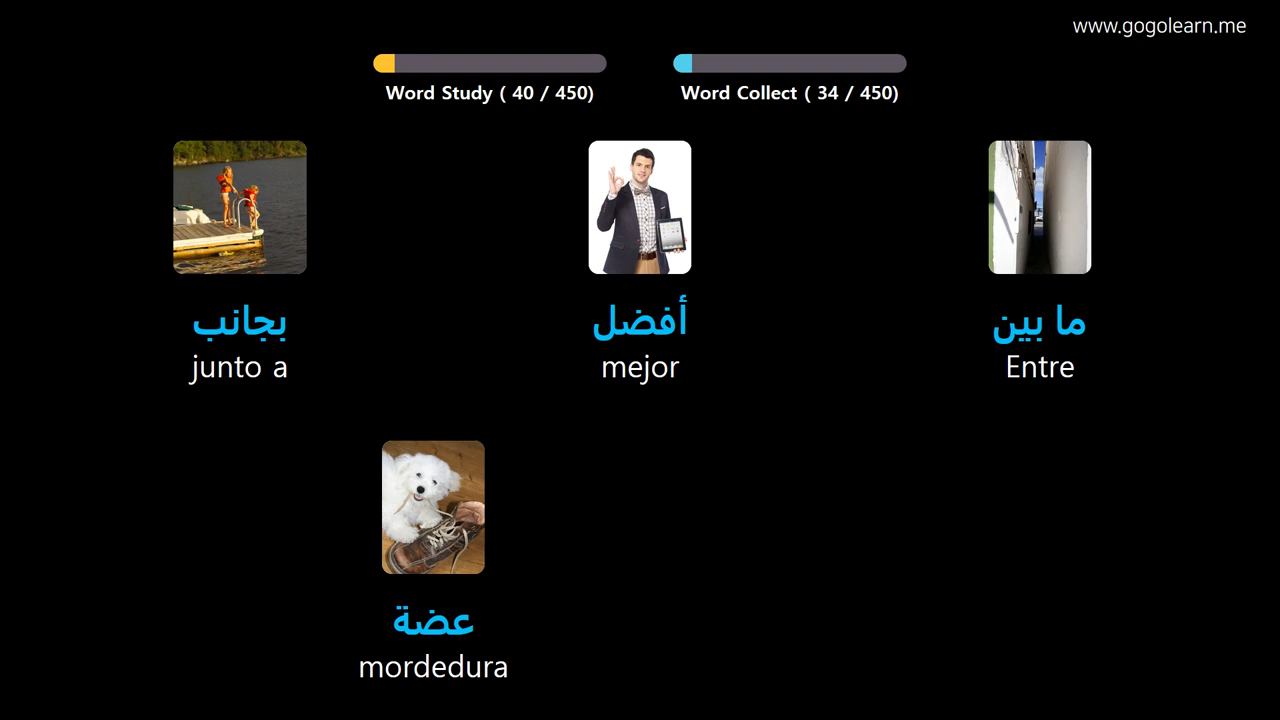 www.gogolearn.me
Word Study ( 40 / 450)
Word Collect ( 34 / 450)
بجانب
junto a
أفضل
mejor
ما بين
Entre
عضة
mordedura